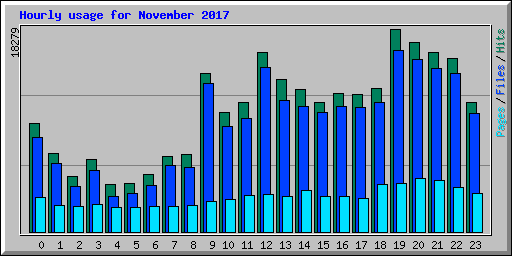 Hourly usage for November 2017
18279
Pages/Files/Hits
0 1 2 3 4 5 6 7 8 9 10 11 12 13 14 15 16 17 18 19 20 21 22 23